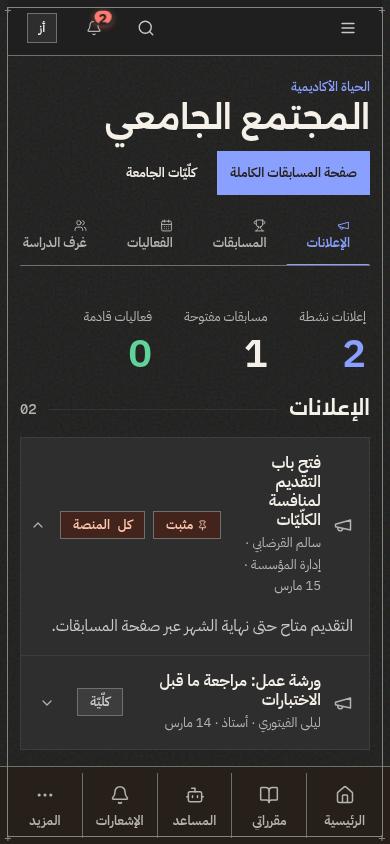 أز
2
الحياة الأكاديمية
المجتمع الجامعي
صفحة المسابقات الكاملة
كلّيّات الجامعة
الإعلانات
المسابقات
الفعاليات
غرف الدراسة
إعلانات نشطة
مسابقات مفتوحة
فعاليات قادمة
2
1
0
الإعلانات
02
فتح باب
التقديم
لمنافسة
الكلّيّات
مثبت
كل المنصة
سالم القرضابي ·
إدارة المؤسسة ·
15 مارس
التقديم متاح حتى نهاية الشهر عبر صفحة المسابقات.
ورشة عمل: مراجعة ما قبل
الاختبارات
كلّيّة
ليلى الفيتوري · أستاذ · 14 مارس
الرئيسية
مقرراتي
المساعد
الإشعارات
المزيد